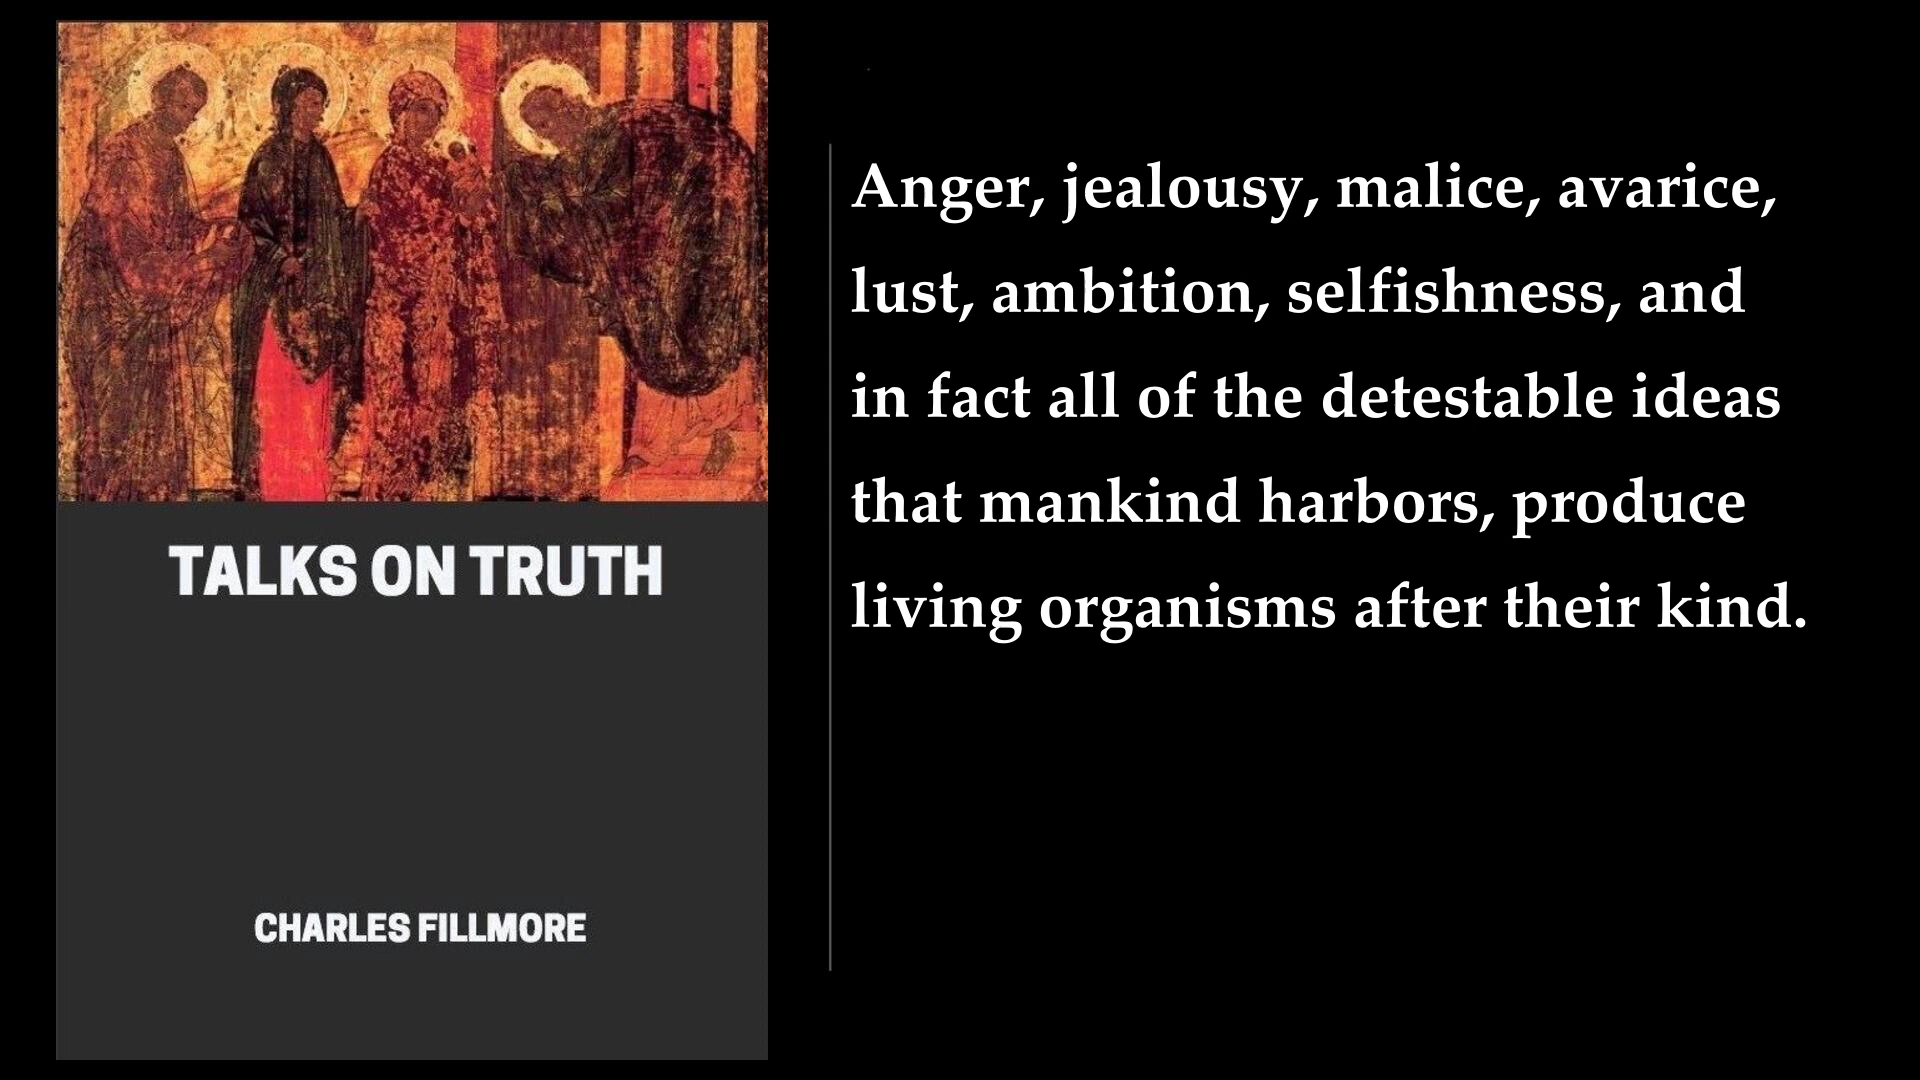 TALKS ON TRUTH
CHARLES FILLMORE
Anger, jealousy, malice, avarice,
lust, ambition, selfishness, and
in fact all of the detestable ideas
that mankind harbors, produce
living organisms after their kind.